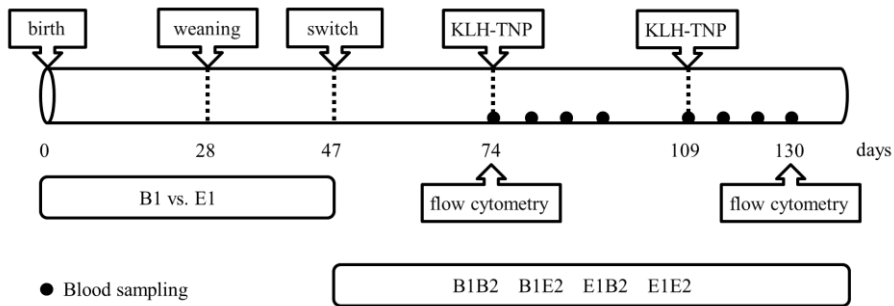 birth weaning switch KLH-TNP KLH-TNP
0 28 47 74 109 130 days
B1 vs. E1
flow cytometry flow cytometry
B1B2 B1E2 E1B2 E1E2
Blood sampling